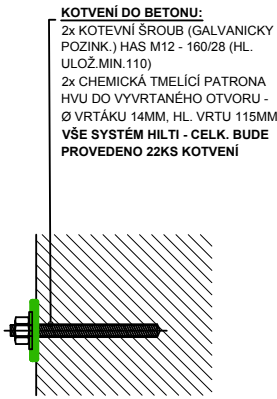 KOTVENÍ DO BETONU:
2x KOTEVNÍ ŠROUB (GALVANICKY
POZINK.) HAS M12 - 160/28 (HL.
ULOŽ.MIN.110)
2x CHEMICKÁ TMELÍCÍ PATRONA
HVU DO VYVRTANÉHO OTVORU -
Ø VRTÁKU 14MM, HL. VRTU 115MM
VŠE SYSTÉM HILTI - CELK. BUDE
PROVEDENO 22KS KOTVENÍ